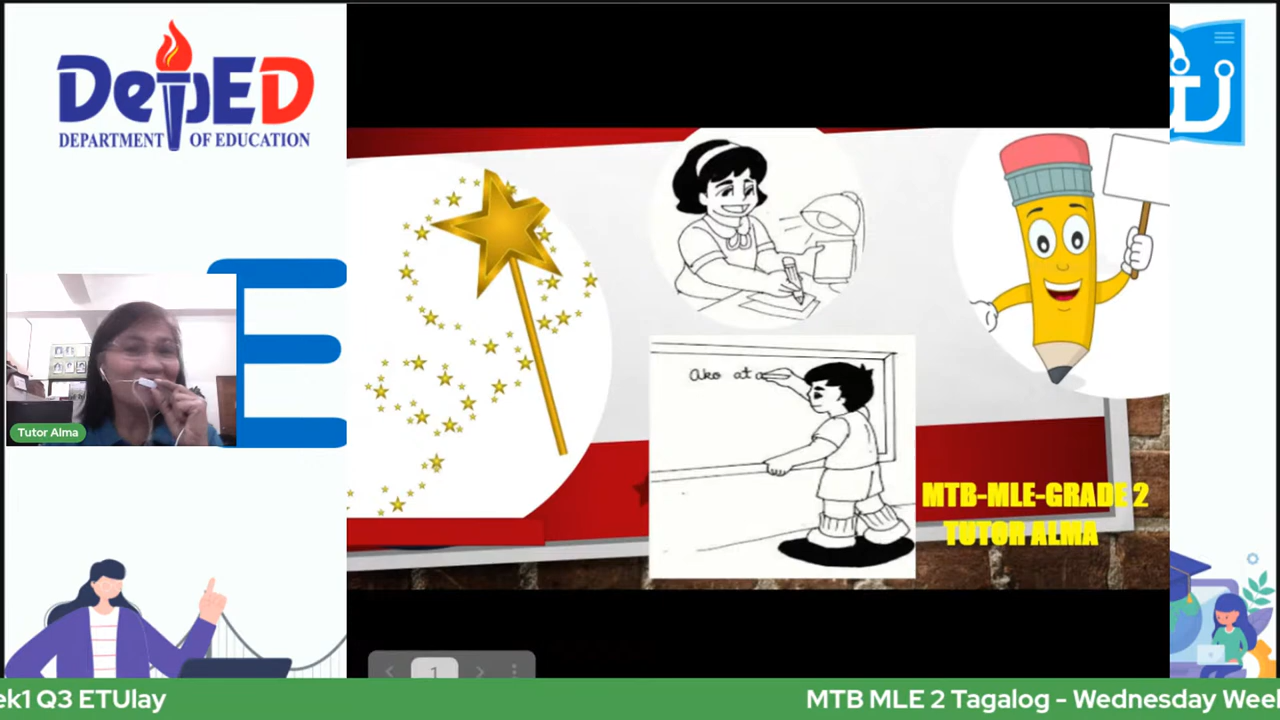 DepED
DEPARTMENT OF EDUCATION
Tutor Alma
ako at a
MTB-MLE-GRADE 2
TUTOR ALMA
1
ek1 Q3 ETUlay
MTB MLE 2 Tagalog - Wednesday Week